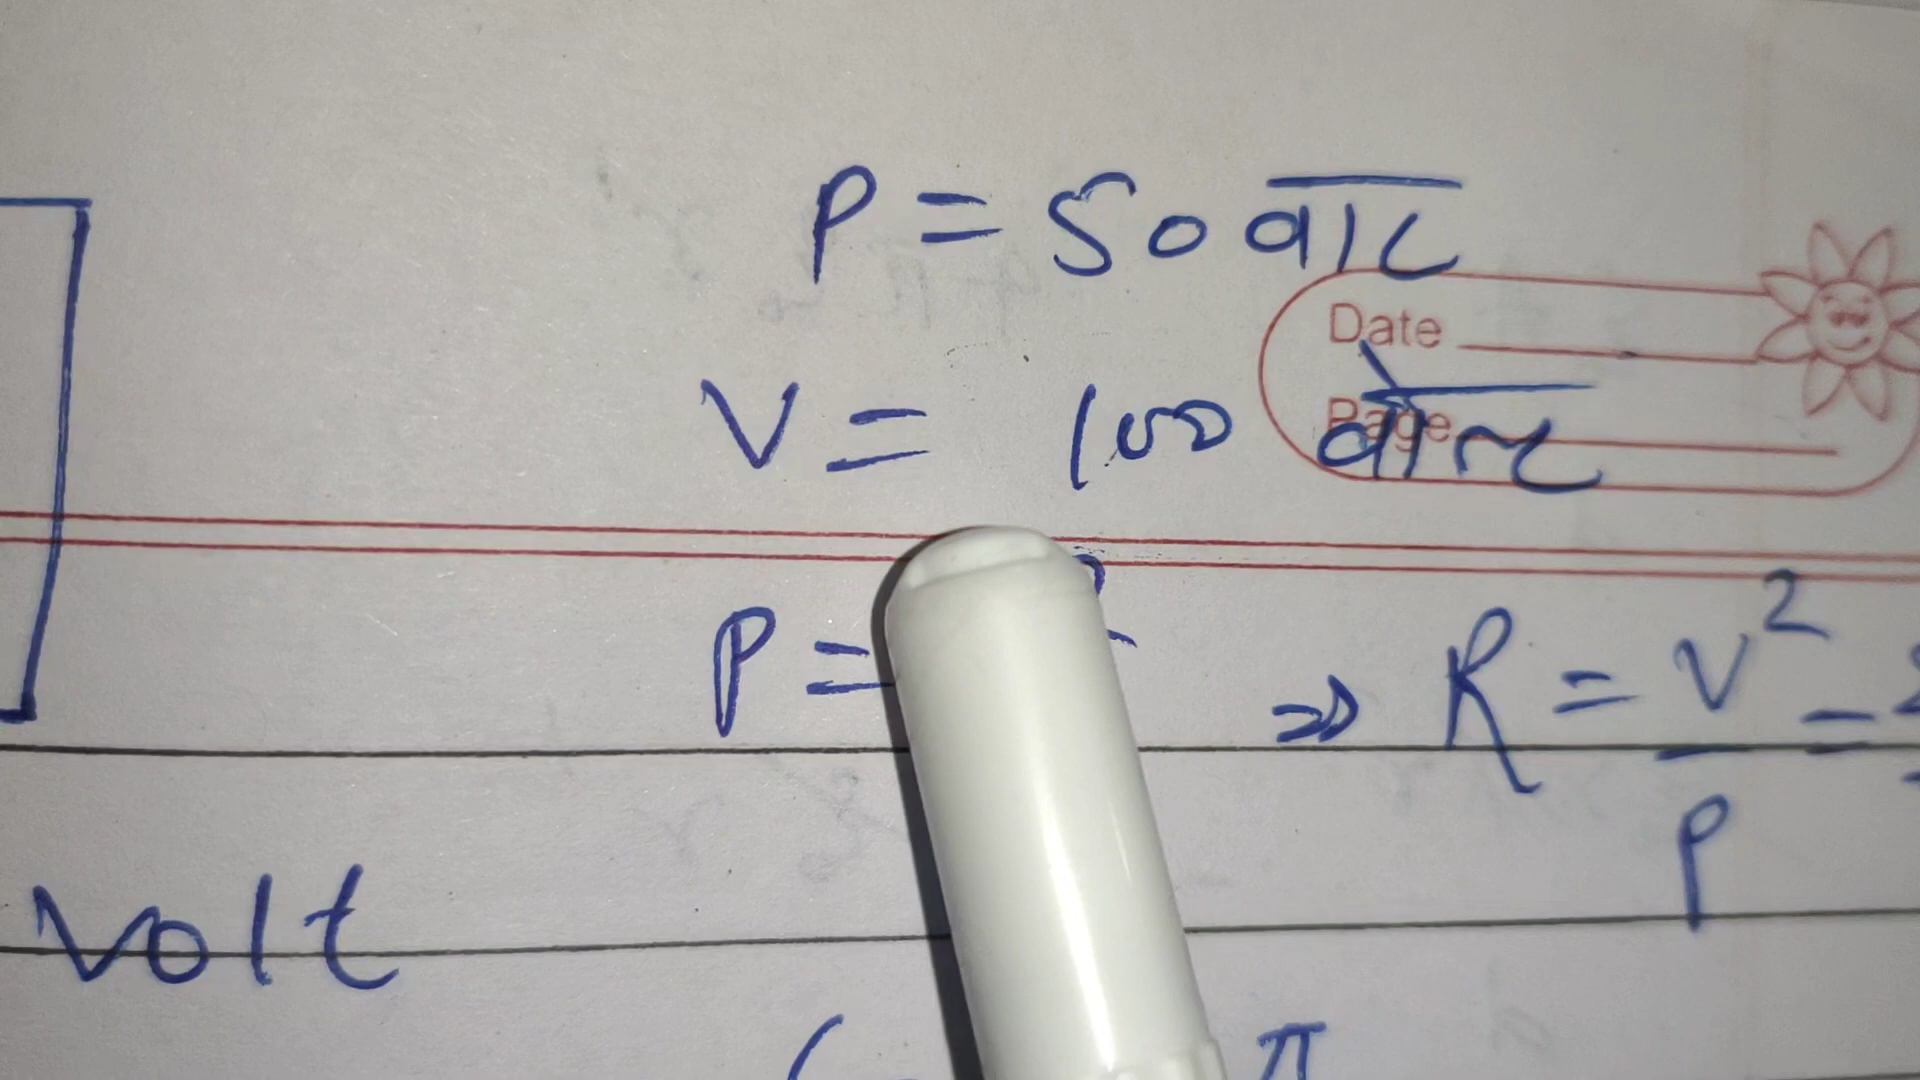 P = 50 वाट
Date
V = 100 वोल्ट
Page
P =
⇒ R = V² =
P
volt
π